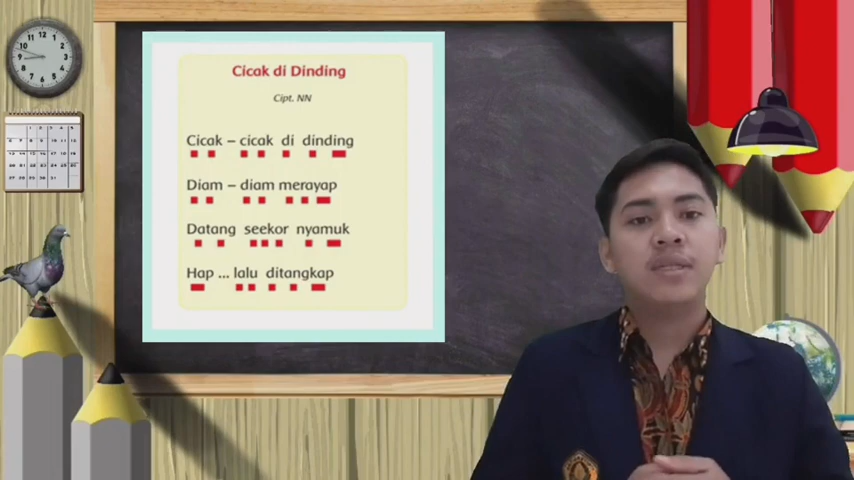 Cicak di Dinding
Cipt. NN
Cicak – cicak di dinding
Diam – diam merayap
Datang seekor nyamuk
Hap ... lalu ditangkap